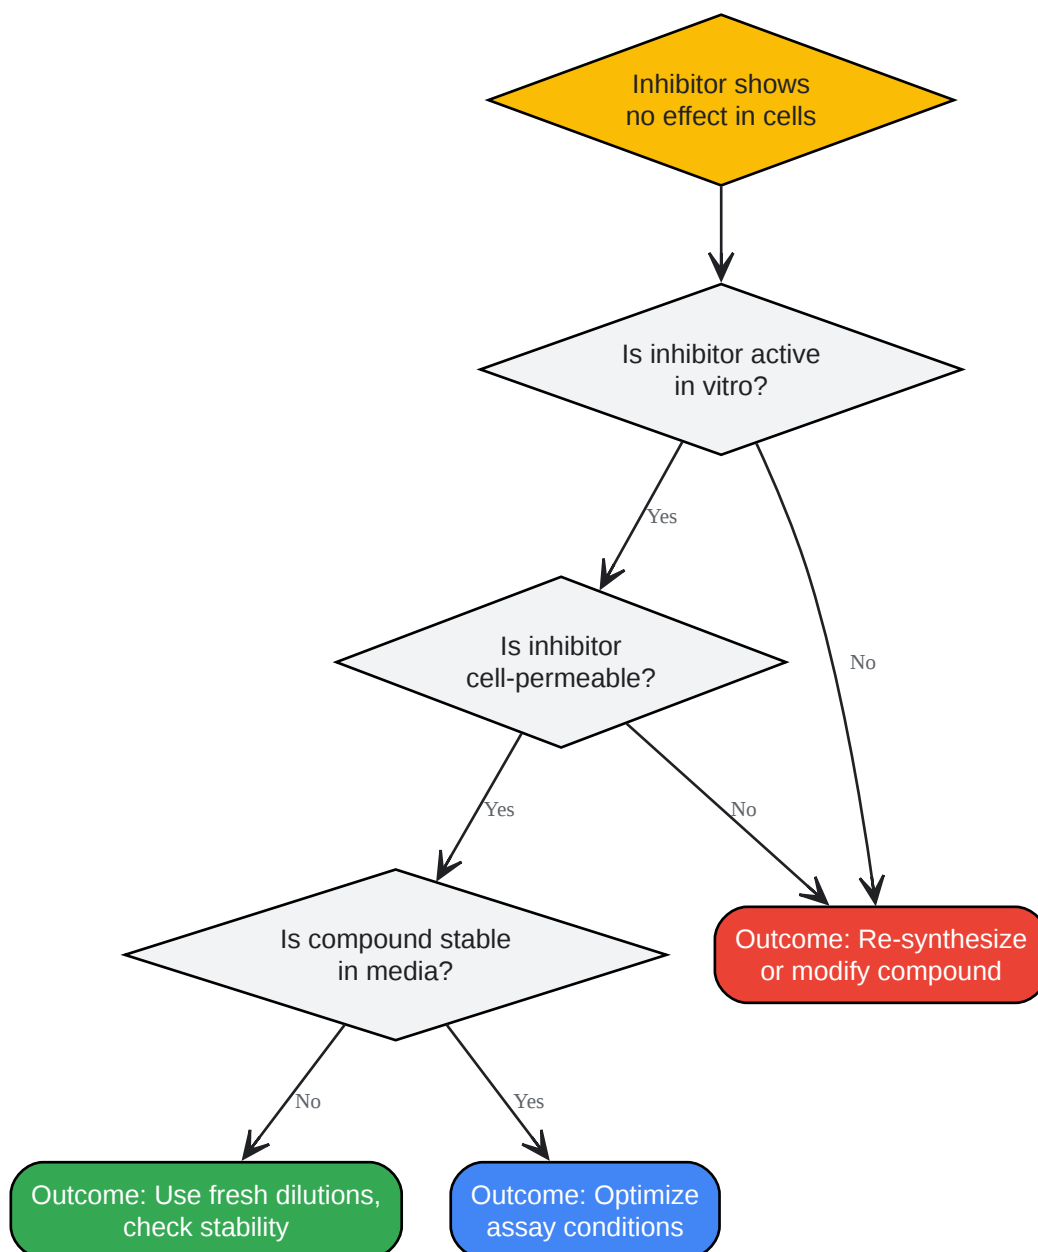 Inhibitor shows
no effect in cells
Is inhibitor active
in vitro?
Yes
No
Is inhibitor
cell-permeable?
Yes
No
Is compound stable
in media?
Outcome: Re-synthesize
or modify compound
No
Yes
Outcome: Use fresh dilutions,
check stability
Outcome: Optimize
assay conditions